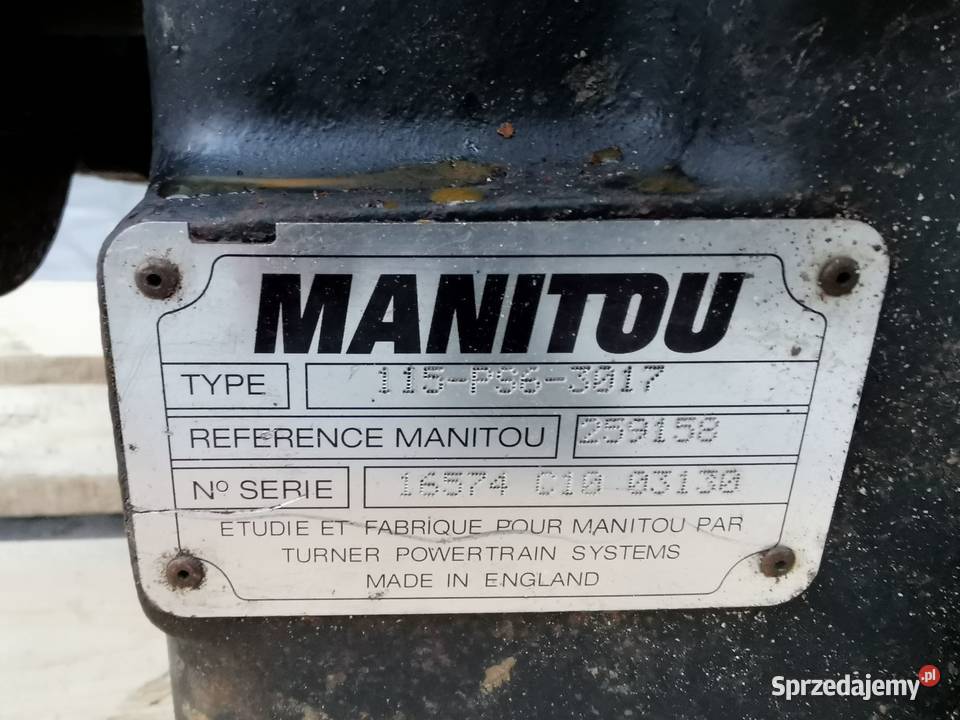 MANITOU
TYPE 115-PS6-3017
REFERENCE MANITOU 259158
Nº SERIE 16574 C10 03130
ETUDIE ET FABRIQUE POUR MANITOU PAR
TURNER POWERTRAIN SYSTEMS
MADE IN ENGLAND
Sprzedajemy.pl